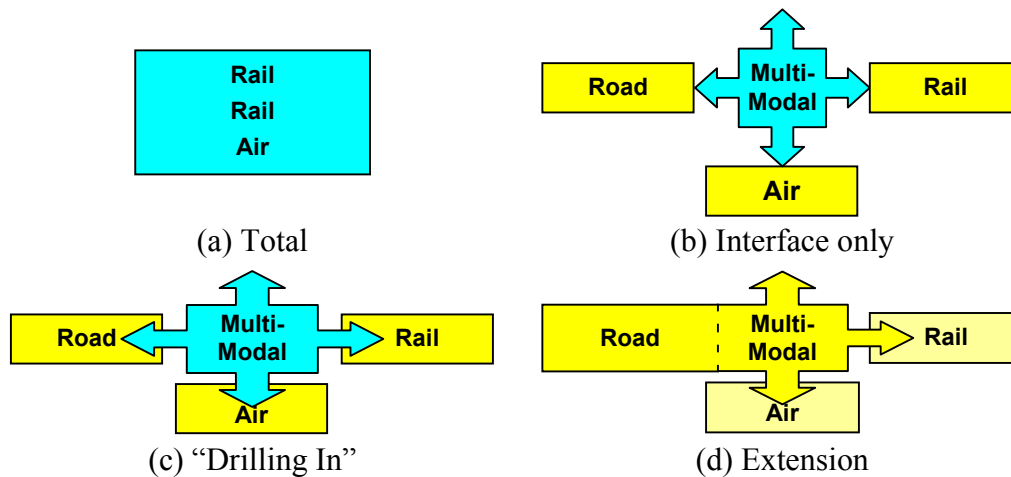 Rail
Rail
Air
(a) Total
Road
Multi-
Modal
Rail
Air
(b) Interface only
Road
Multi-
Modal
Rail
Air
(c) “Drilling In”
Road
Multi-
Modal
Rail
Air
(d) Extension